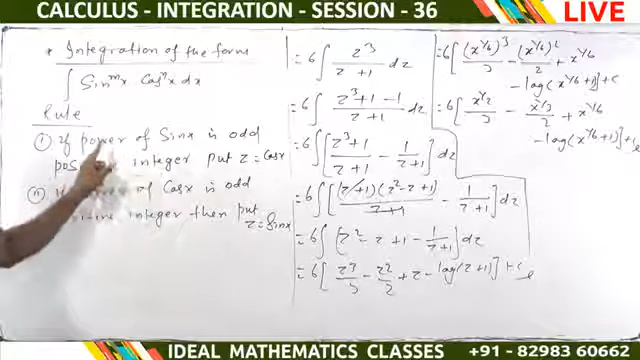 CALCULUS - INTEGRATION - SESSION - 36
LIVE
* Integration of the form
∫ Sinᵐx Cosⁿx dx
Rule
(i) If power of Sinx is odd
integer put z = Cosx
of Cosx is odd
integer then put
z = Sinx
= 6 ∫ z³/(z+1) dz
= 6 ∫ (z³+1-1)/(z+1) dz
= 6 ∫ [(z³+1)/(z+1) - 1/(z+1)] dz
= 6 ∫ [(z+1)(z²-z+1)/(z+1) - 1/(z+1)] dz
= 6 ∫ [z² - z + 1 - 1/(z+1)] dz
= 6 [z³/3 - z²/2 + z - log(z+1)] + c
= 6 [(x^1/6)³/3 - (x^1/6)²/2 + x^1/6
- log(x^1/6 + 1)] + c
= 6 [x^1/2/3 - x^1/3/2 + x^1/6
- log(x^1/6 + 1)] + c
IDEAL MATHEMATICS CLASSES
+91 - 82983 60662